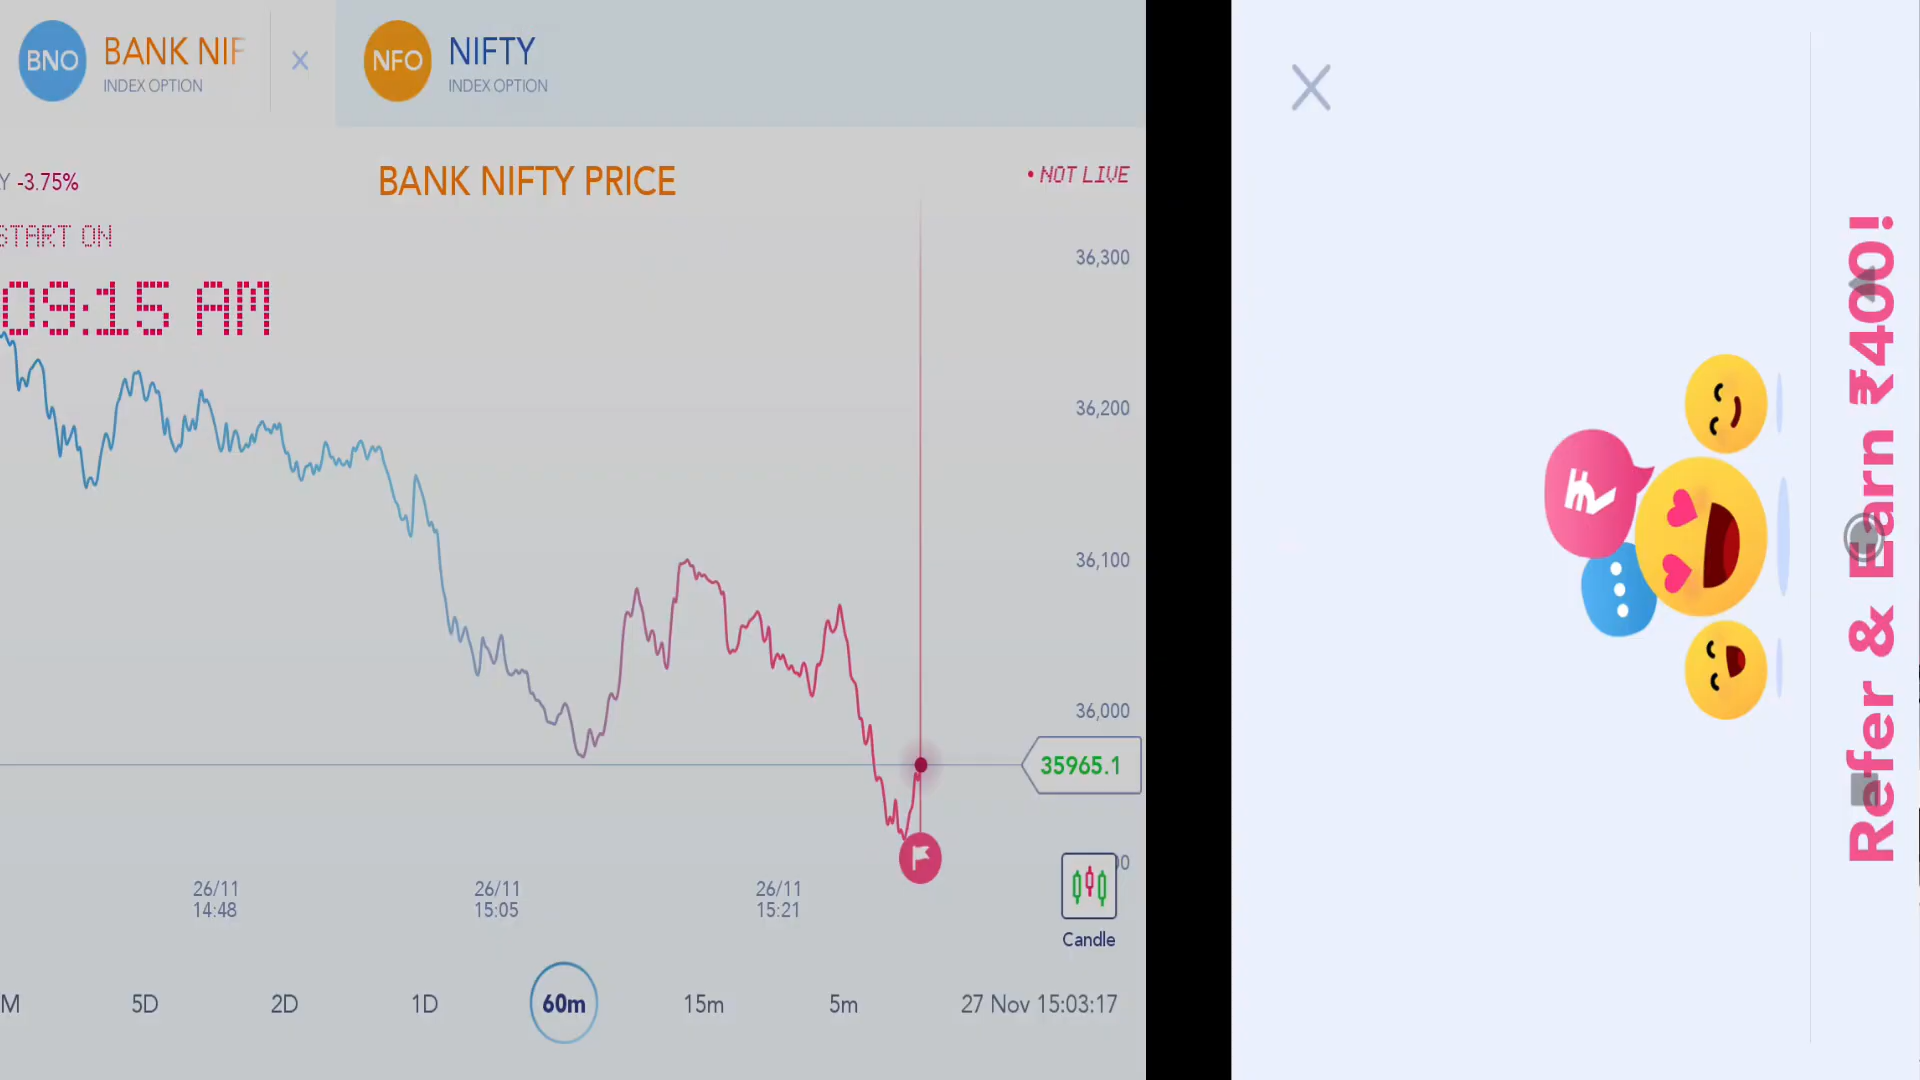 BNO
BANK NIF
INDEX OPTION
NFO
NIFTY
INDEX OPTION
Y -3.75%
BANK NIFTY PRICE
• NOT LIVE
START ON
09:15 AM
36,300
36,200
36,100
36,000
35965.1
00
26/11
14:48
26/11
15:05
26/11
15:21
Candle
M
5D
2D
1D
60m
15m
5m
27 Nov 15:03:17
₹
Refer & Earn ₹400!